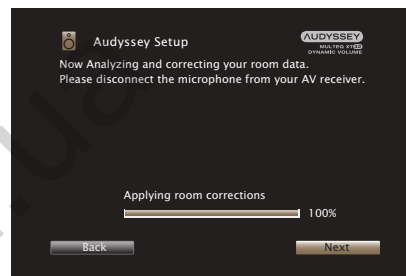 Audyssey Setup
AUDYSSEY
MULTEQ XT32
DYNAMIC VOLUME
Now Analyzing and correcting your room data.
Please disconnect the microphone from your AV receiver.
Applying room corrections
100%
Back
Next